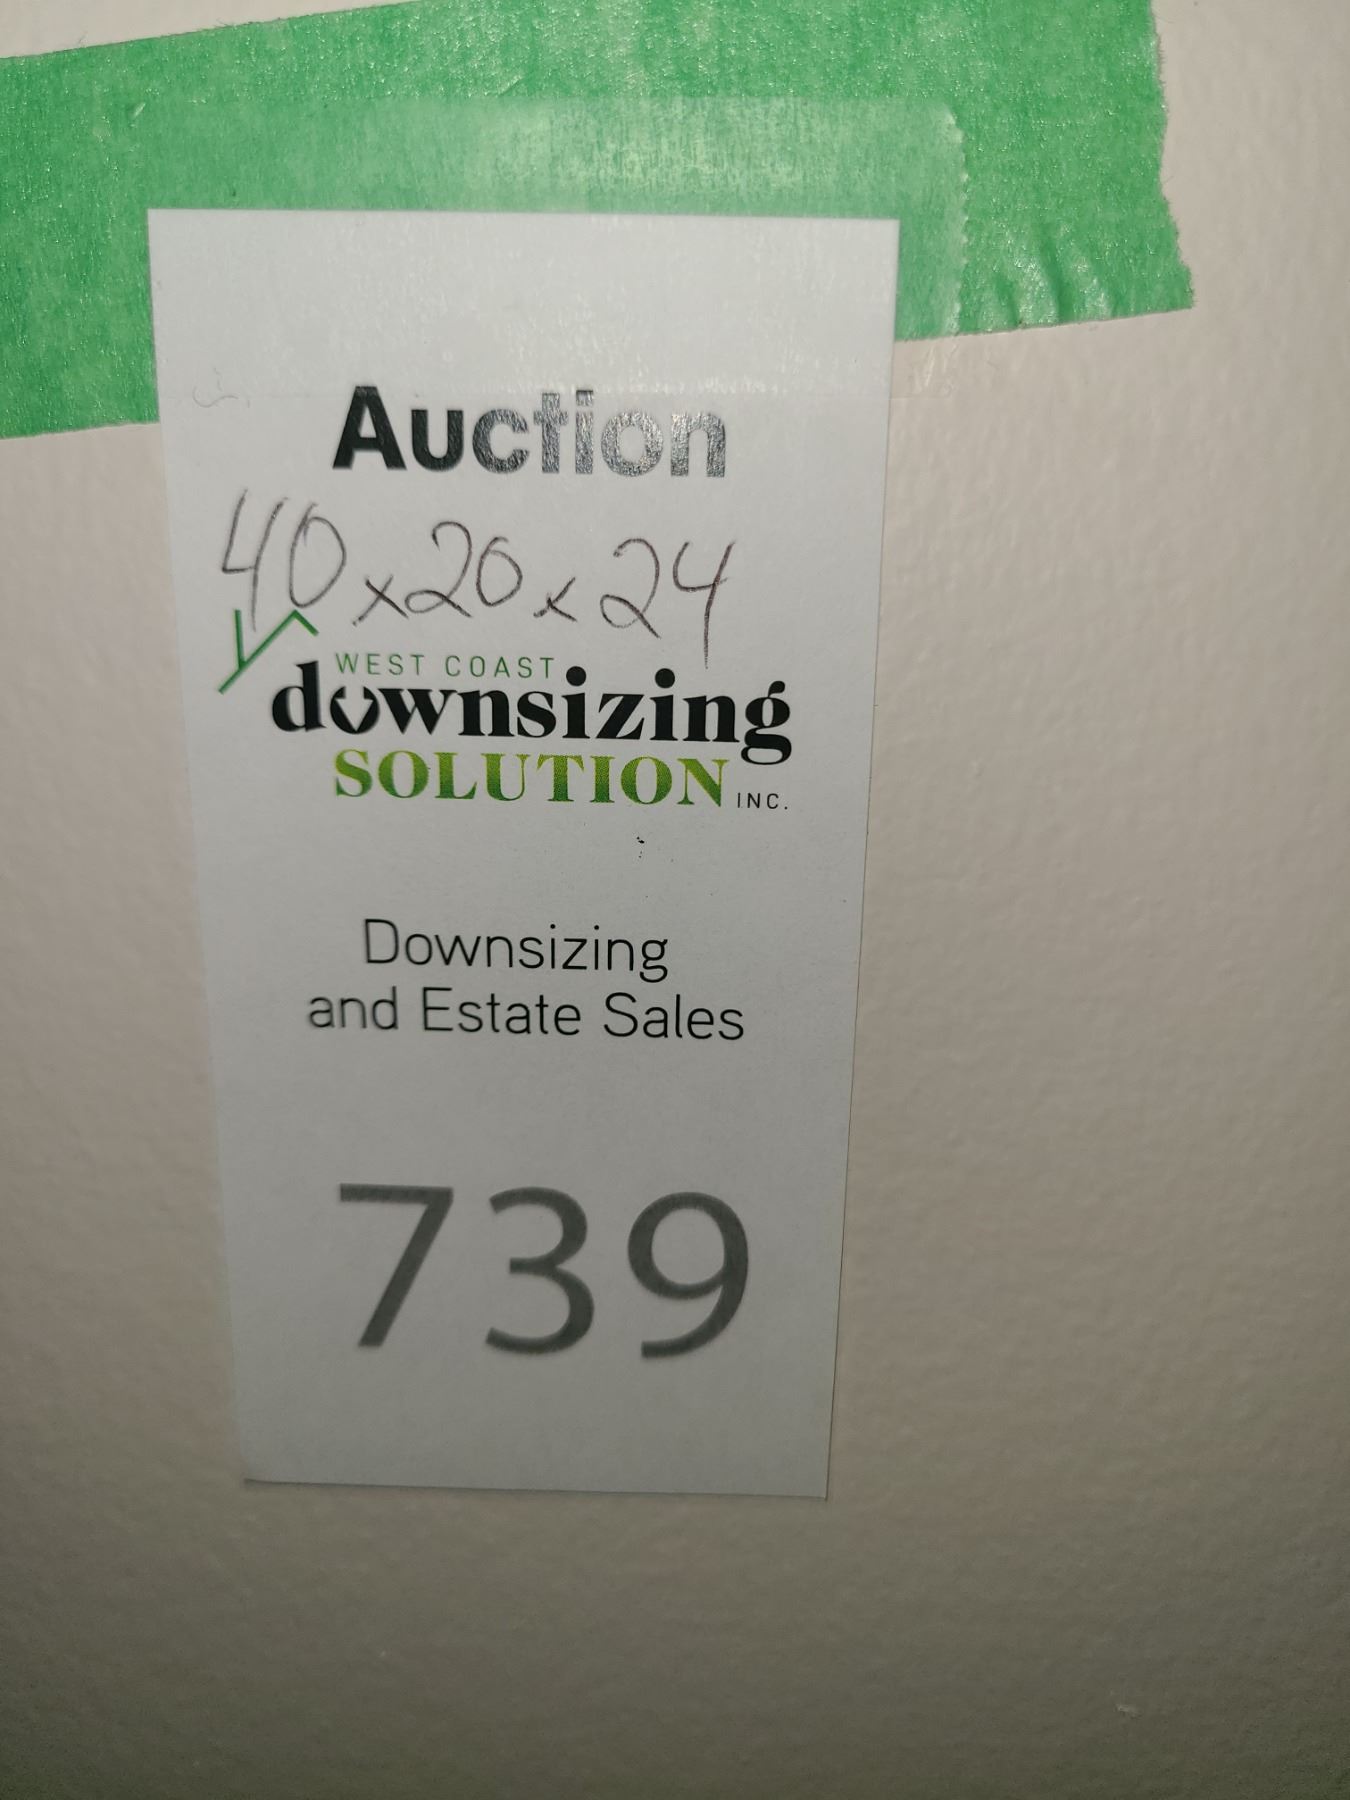 Auction
40x20x24
WEST COAST
downsizing
SOLUTION INC.
Downsizing
and Estate Sales
739